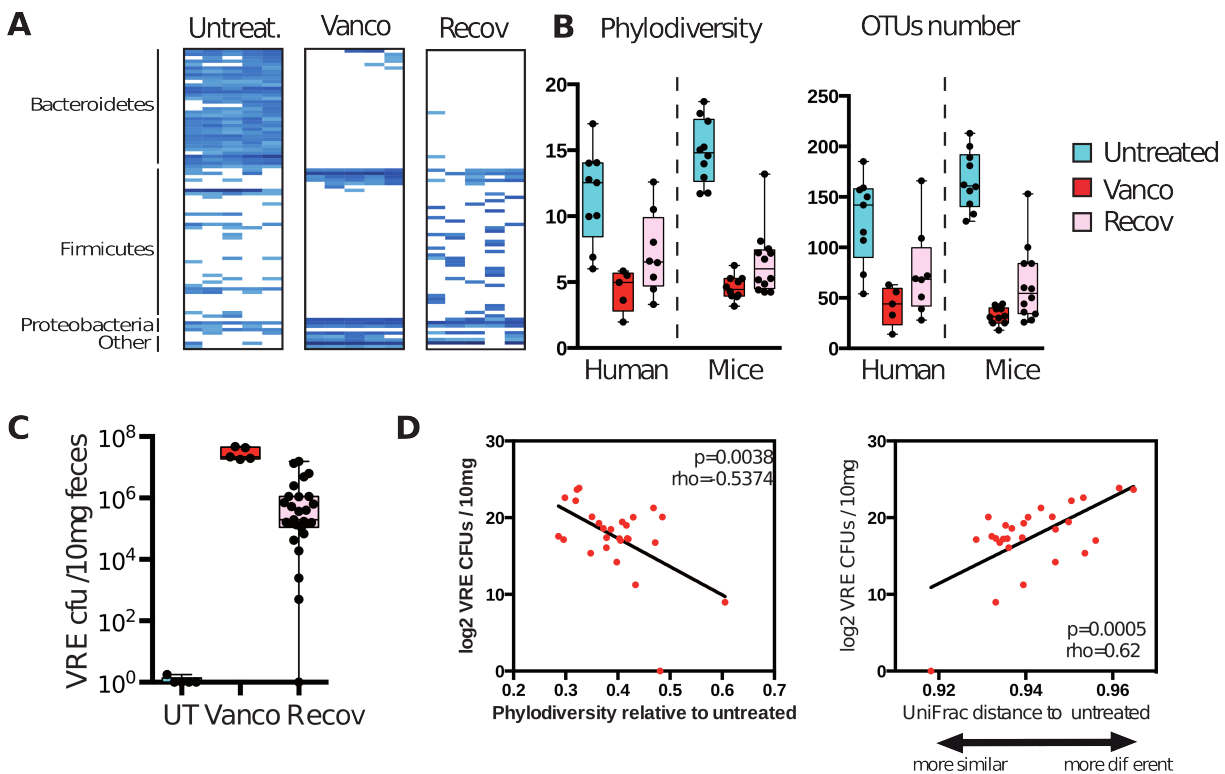 A
Untreat.
Vanco
Recov
Bacteroidetes
Firmicutes
Proteobacteria
Other
B
Phylodiversity
OTUs number
20
15
10
5
0
Human
Mice
250
200
150
100
50
0
Human
Mice
Untreated
Vanco
Recov
C
VRE cfu /10mg feces
10^8
10^6
10^4
10^2
10^0
UT
Vanco
Recov
D
log2 VRE CFUs / 10mg
30
20
10
0
p=0.0038
rho=-0.5374
0.2
0.3
0.4
0.5
0.6
0.7
Phylodiversity relative to untreated
log2 VRE CFUs / 10mg
30
20
10
0
p=0.0005
rho=0.62
0.92
0.94
0.96
UniFrac distance to untreated
more similar
more dif erent